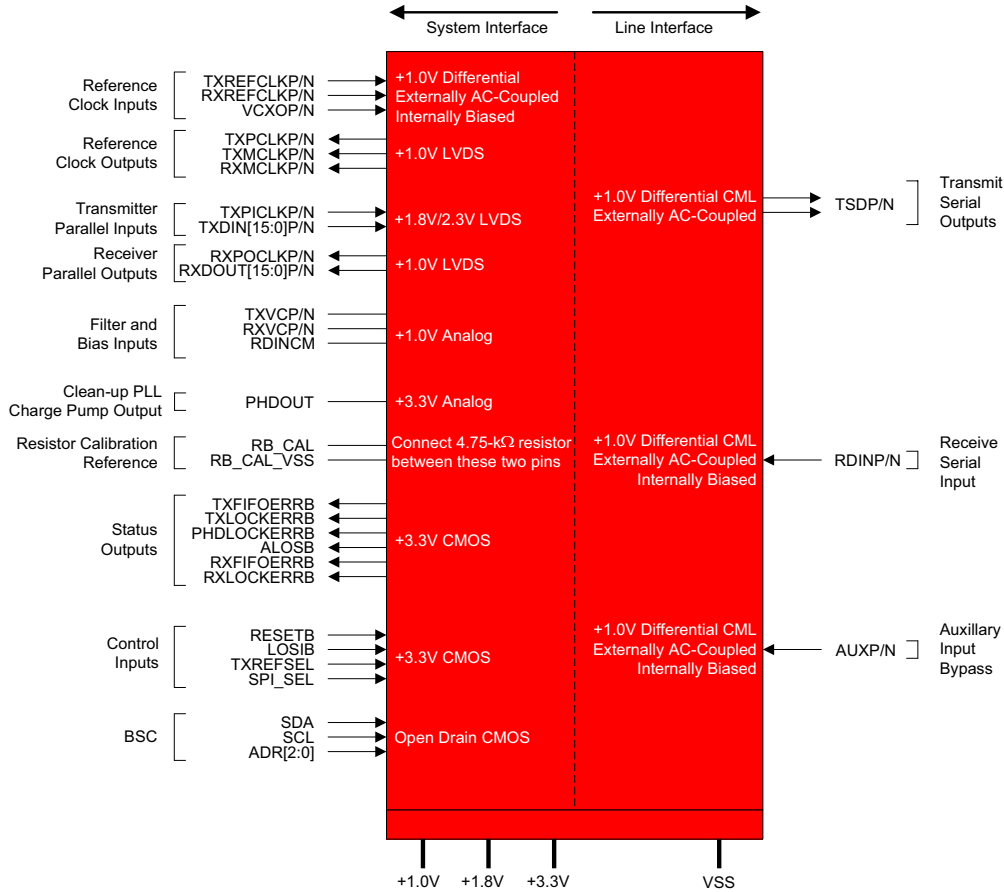 System Interface
Line Interface
Reference
Clock Inputs
TXREFCLKP/N
RXREFCLKP/N
VCXOP/N
+1.0V Differential
Externally AC-Coupled
Internally Biased
Reference
Clock Outputs
TXPCLKP/N
TXMCLKP/N
RXMCLKP/N
+1.0V LVDS
Transmitter
Parallel Inputs
TXPICLKP/N
TXDIN[15:0]P/N
+1.8V/2.3V LVDS
+1.0V Differential CML
Externally AC-Coupled
TSDP/N
Transmit
Serial
Outputs
Receiver
Parallel Outputs
RXPOCLKP/N
RXDOUT[15:0]P/N
+1.0V LVDS
Filter and
Bias Inputs
TXVCP/N
RXVCP/N
RDINCM
+1.0V Analog
Clean-up PLL
Charge Pump Output
PHDOUT
+3.3V Analog
Resistor Calibration
Reference
RB_CAL
RB_CAL_VSS
Connect 4.75-kΩ resistor
between these two pins
+1.0V Differential CML
Externally AC-Coupled
Internally Biased
RDINP/N
Receive
Serial
Input
Status
Outputs
TXFIFOERRB
TXLOCKERRB
PHDLOCKERRB
ALOSB
RXFIFOERRB
RXLOCKERRB
+3.3V CMOS
Control
Inputs
RESETB
LOSIB
TXREFSEL
SPI_SEL
+3.3V CMOS
+1.0V Differential CML
Externally AC-Coupled
Internally Biased
AUXP/N
Auxillary
Input
Bypass
BSC
SDA
SCL
ADR[2:0]
Open Drain CMOS
+1.0V
+1.8V
+3.3V
VSS